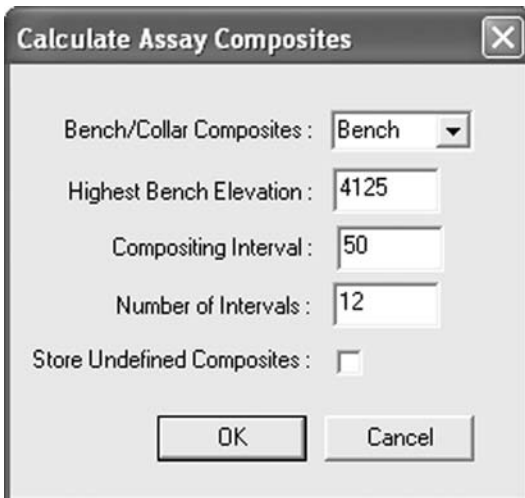 Calculate Assay Composites
Bench/Collar Composites : Bench
Highest Bench Elevation : 4125
Compositing Interval : 50
Number of Intervals : 12
Store Undefined Composites :
OK Cancel